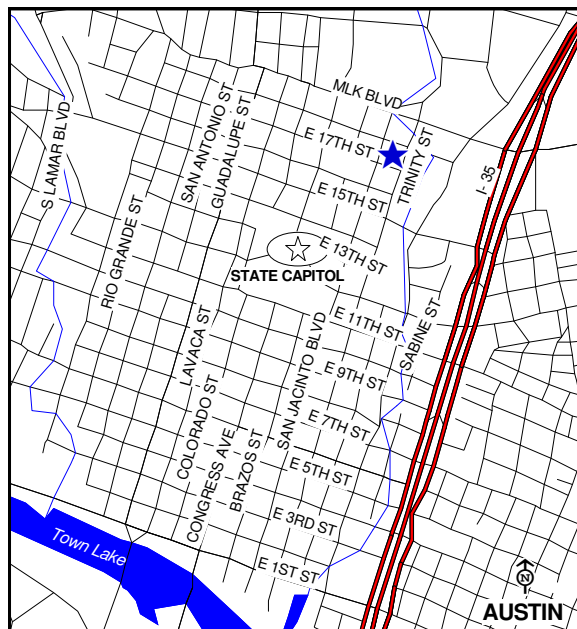 MLK BLVD
S LAMAR BLVD
SAN ANTONIO ST
GUADALUPE ST
E 17TH ST
TRINITY ST
I- 35
E 15TH ST
RIO GRANDE ST
E 13TH ST
STATE CAPITOL
LAVACA ST
E 11TH ST
SABINE ST
SAN JACINTO BLVD
E 9TH ST
COLORADO ST
E 7TH ST
CONGRESS AVE
BRAZOS ST
E 5TH ST
E 3RD ST
Town Lake
E 1ST ST
N
AUSTIN